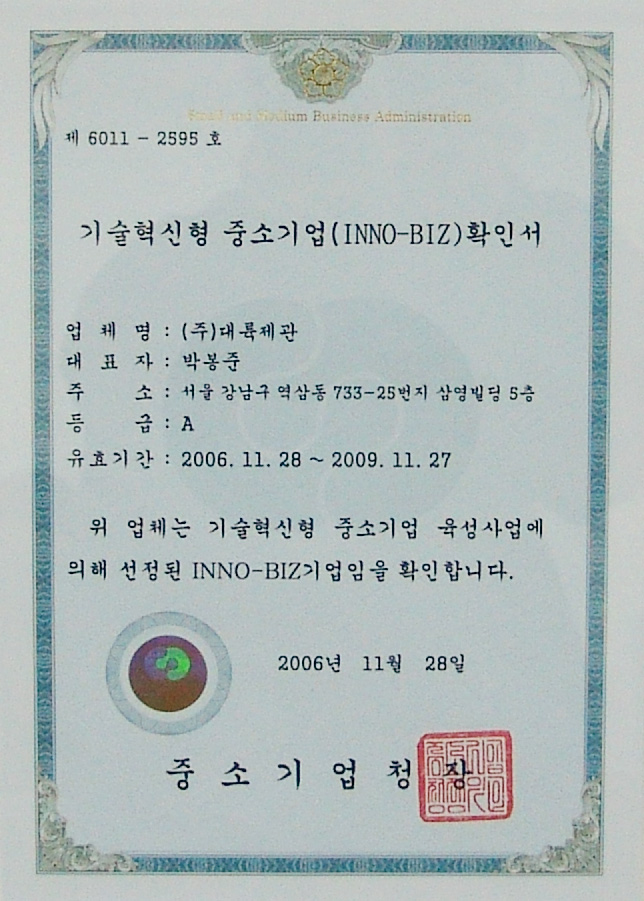 Small and Medium Business Administration
제 6011 - 2595 호
기술혁신형 중소기업(INNO-BIZ)확인서
업 체 명 : (주)대륙제관
대 표 자 : 박봉준
주 소 : 서울 강남구 역삼동 733-25번지 삼영빌딩 5층
등 급 : A
유효기간 : 2006. 11. 28 ~ 2009. 11. 27
위 업체는 기술혁신형 중소기업 육성사업에
의해 선정된 INNO-BIZ기업임을 확인합니다.
2006년 11월 28일
중 소 기 업 청 장